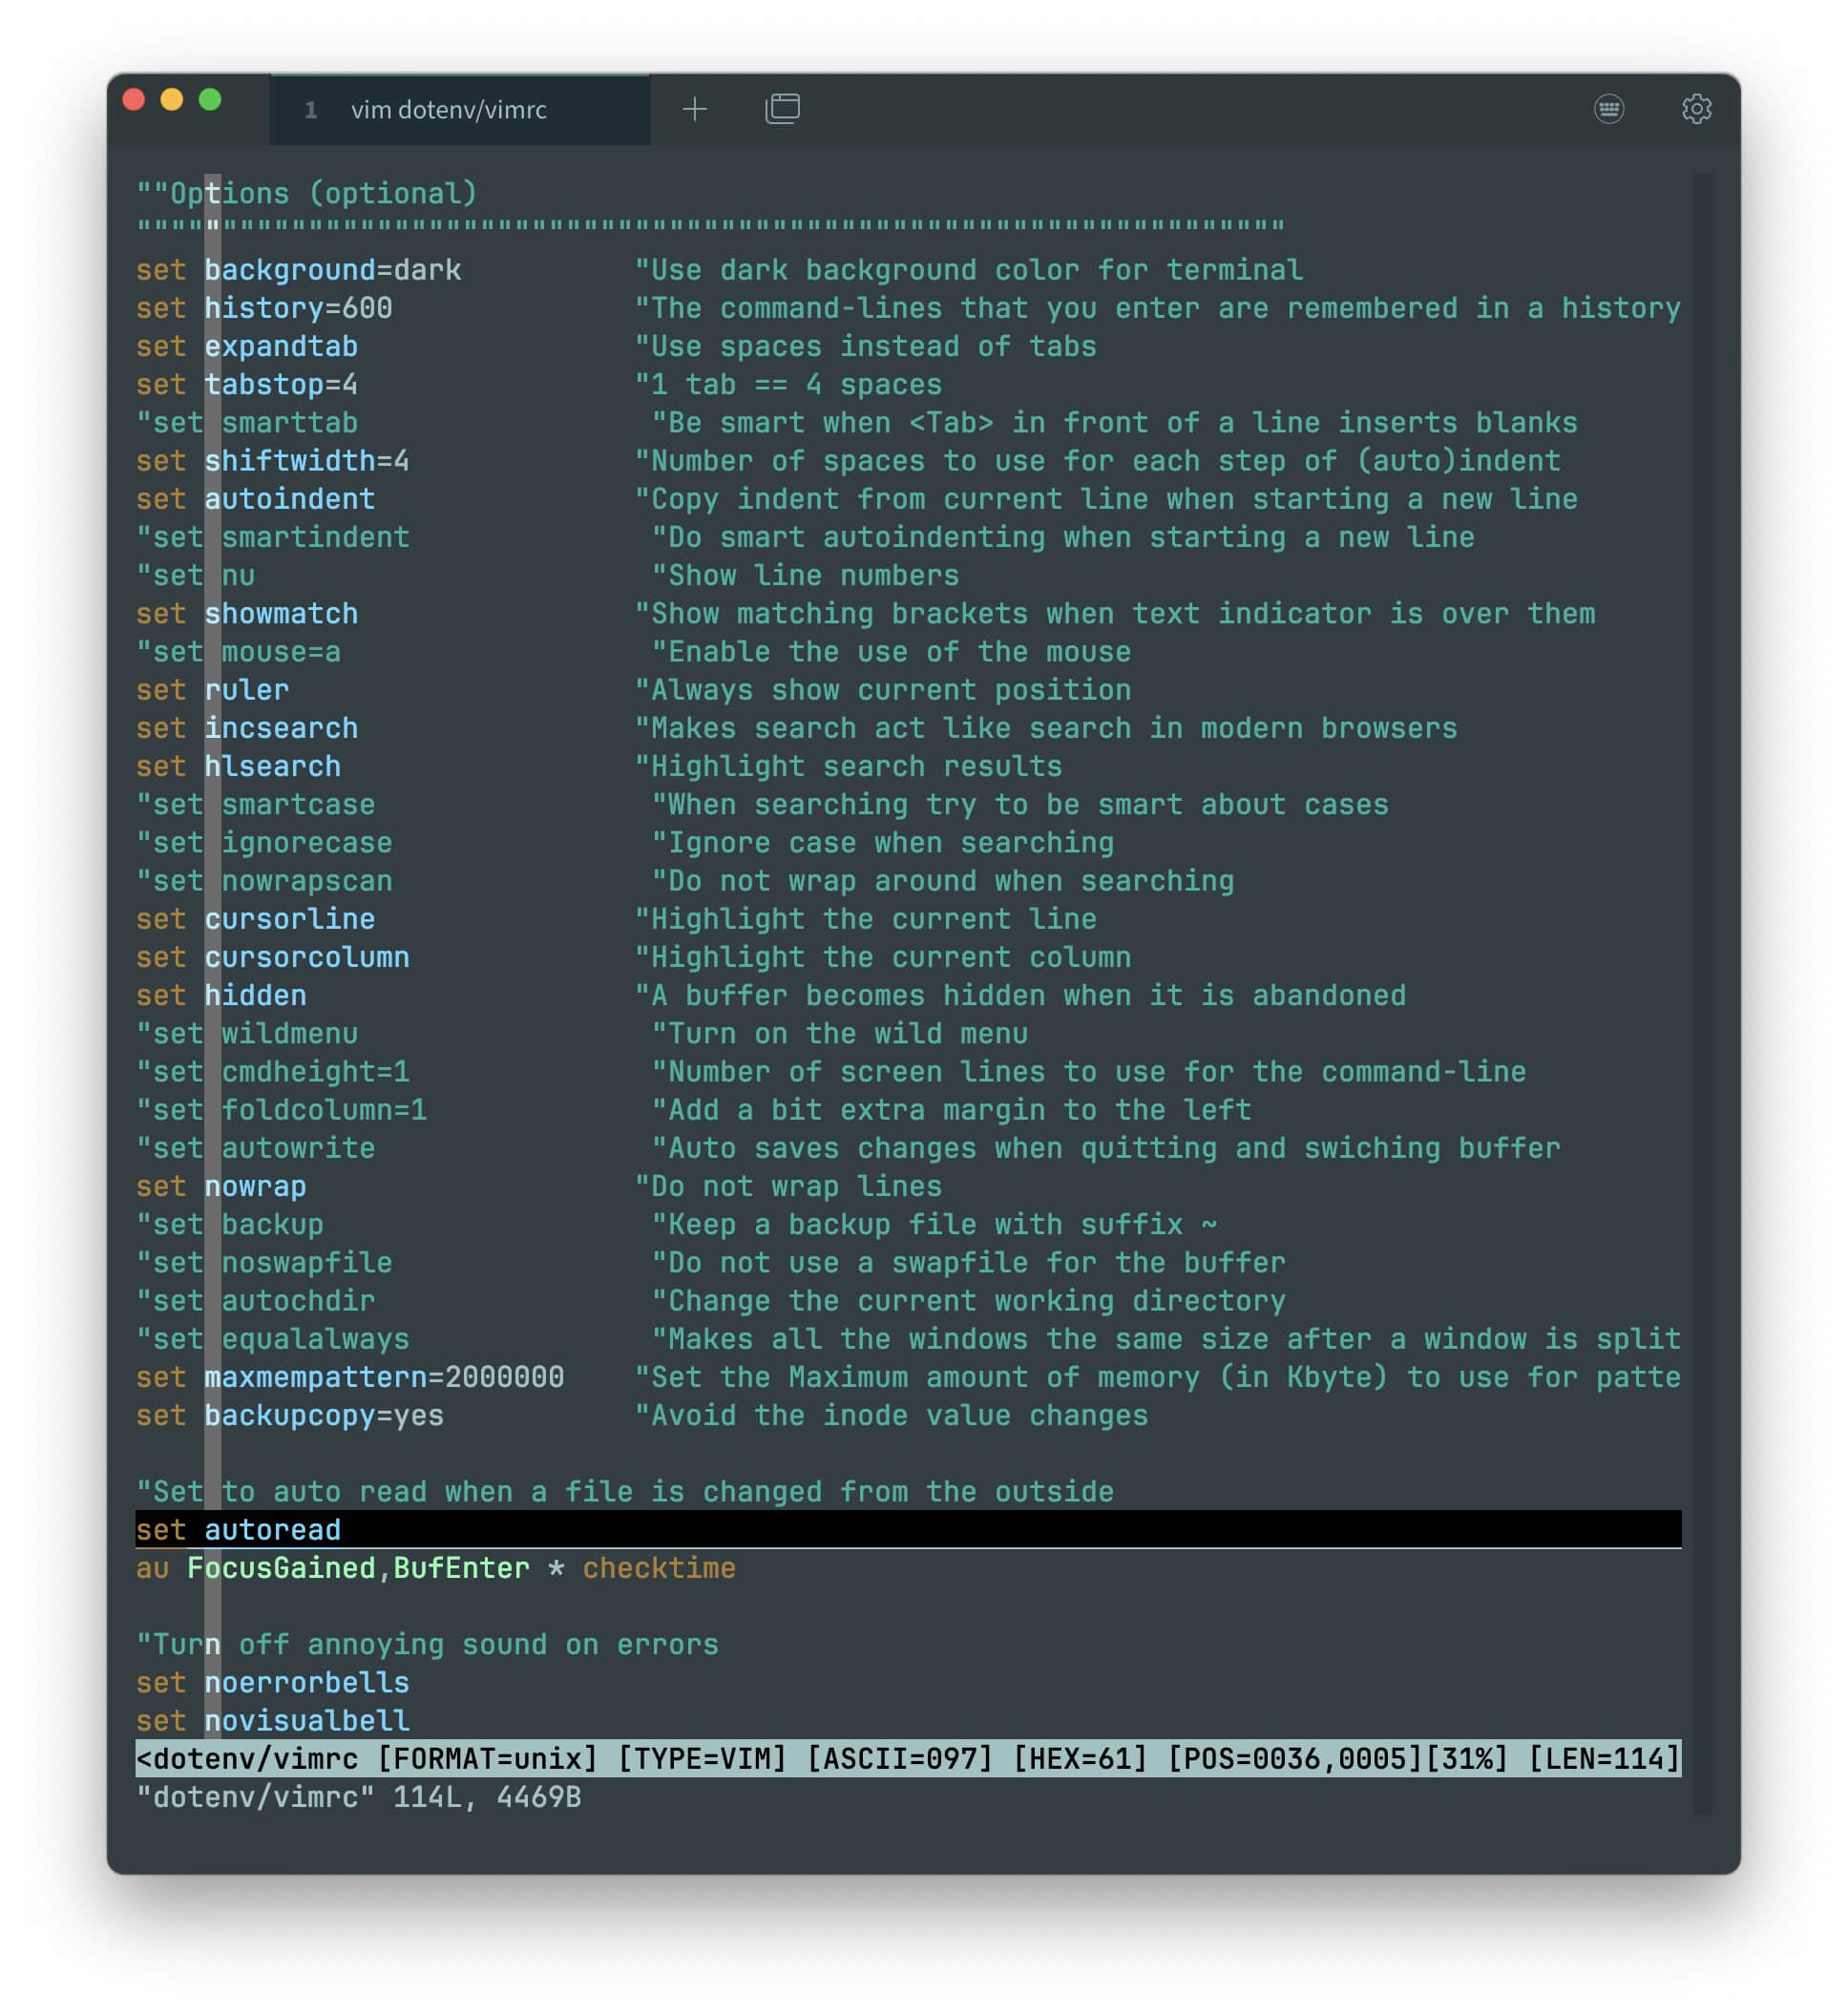 1 vim dotenv/vimrc
""Options (optional)
"""""""""""""""""""""""""""""""""""""""""""""""""""""""""""""""""""
set background=dark          "Use dark background color for terminal
set history=600              "The command-lines that you enter are remembered in a history
set expandtab                "Use spaces instead of tabs
set tabstop=4                "1 tab == 4 spaces
"set smarttab                 "Be smart when <Tab> in front of a line inserts blanks
set shiftwidth=4             "Number of spaces to use for each step of (auto)indent
set autoindent               "Copy indent from current line when starting a new line
"set smartindent              "Do smart autoindenting when starting a new line
"set nu                       "Show line numbers
set showmatch                "Show matching brackets when text indicator is over them
"set mouse=a                  "Enable the use of the mouse
set ruler                    "Always show current position
set incsearch                "Makes search act like search in modern browsers
set hlsearch                 "Highlight search results
"set smartcase                "When searching try to be smart about cases
"set ignorecase               "Ignore case when searching
"set nowrapscan               "Do not wrap around when searching
set cursorline               "Highlight the current line
set cursorcolumn             "Highlight the current column
set hidden                   "A buffer becomes hidden when it is abandoned
"set wildmenu                 "Turn on the wild menu
"set cmdheight=1              "Number of screen lines to use for the command-line
"set foldcolumn=1             "Add a bit extra margin to the left
"set autowrite                "Auto saves changes when quitting and swiching buffer
set nowrap                   "Do not wrap lines
"set backup                   "Keep a backup file with suffix ~
"set noswapfile               "Do not use a swapfile for the buffer
"set autochdir                "Change the current working directory
"set equalalways              "Makes all the windows the same size after a window is split
set maxmempattern=2000000    "Set the Maximum amount of memory (in Kbyte) to use for patte
set backupcopy=yes           "Avoid the inode value changes
"Set to auto read when a file is changed from the outside
set autoread
au FocusGained,BufEnter * checktime
"Turn off annoying sound on errors
set noerrorbells
set novisualbell
<dotenv/vimrc [FORMAT=unix] [TYPE=VIM] [ASCII=097] [HEX=61] [POS=0036,0005][31%] [LEN=114]
"dotenv/vimrc" 114L, 4469B